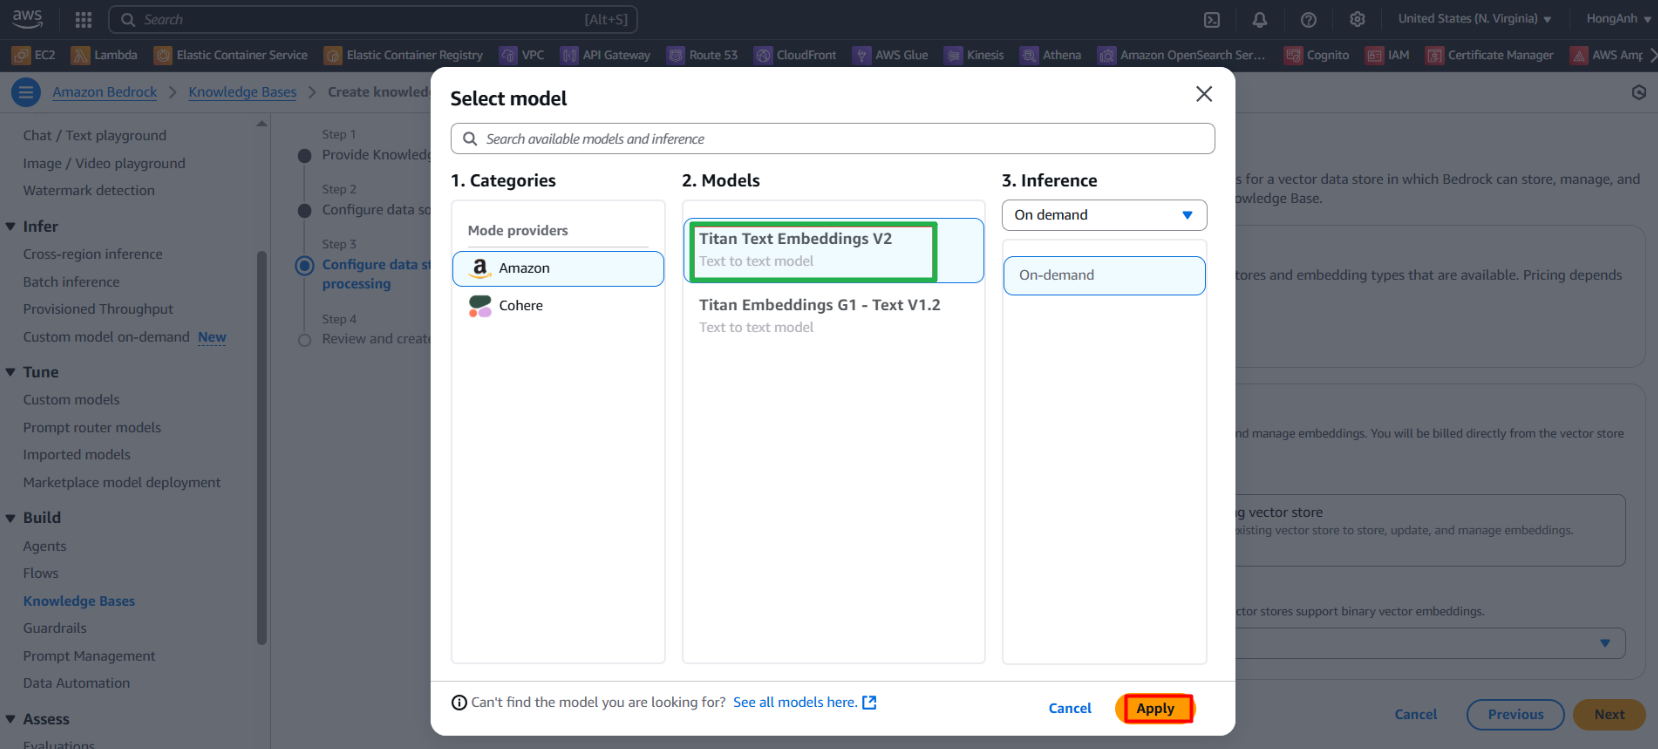 aws
Search
[Alt+S]
United States (N. Virginia)
HongAnh
EC2
Lambda
Elastic Container Service
Elastic Container Registry
VPC
API Gateway
Route 53
CloudFront
AWS Glue
Kinesis
Athena
Amazon OpenSearch Ser...
Cognito
IAM
Certificate Manager
AWS Amp
Amazon Bedrock
Knowledge Bases
Create knowled
Chat / Text playground
Image / Video playground
Watermark detection
Infer
Cross-region inference
Batch inference
Provisioned Throughput
Custom model on-demand New
Tune
Custom models
Prompt router models
Imported models
Marketplace model deployment
Build
Agents
Flows
Knowledge Bases
Guardrails
Prompt Management
Data Automation
Assess
Evaluations
Step 1
Provide Knowledg
Step 2
Configure data so
Step 3
Configure data st
processing
Step 4
Review and create
Select model
Search available models and inference
1. Categories
Mode providers
Amazon
Cohere
2. Models
Titan Text Embeddings V2
Text to text model
Titan Embeddings G1 - Text V1.2
Text to text model
3. Inference
On demand
On-demand
Can't find the model you are looking for? See all models here.
Cancel
Apply
s for a vector data store in which Bedrock can store, manage, and
owledge Base.
tores and embedding types that are available. Pricing depends
nd manage embeddings. You will be billed directly from the vector store
g vector store
xisting vector store to store, update, and manage embeddings.
ctor stores support binary vector embeddings.
Cancel
Previous
Next